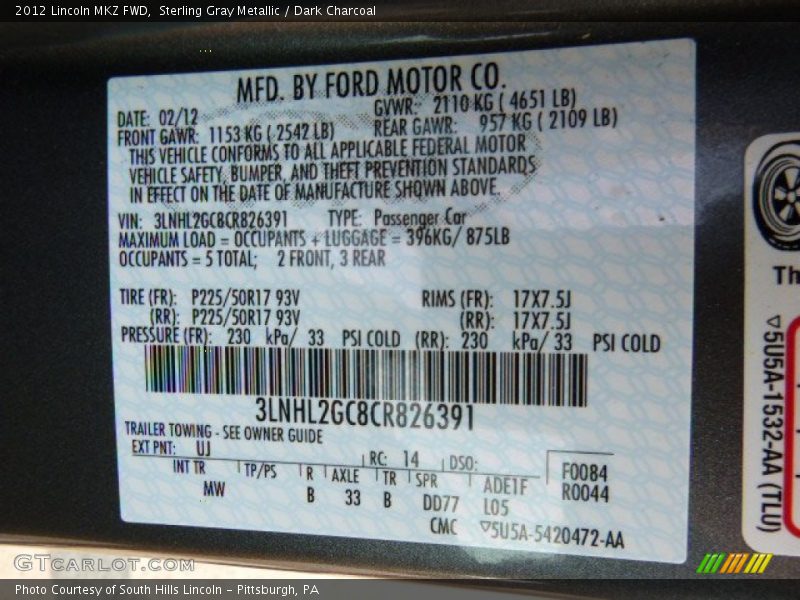 2012 Lincoln MKZ FWD,  Sterling Gray Metallic / Dark Charcoal
MFD. BY FORD MOTOR CO.
DATE: 02/12 GVWR: 2110 KG ( 4651 LB)
FRONT GAWR: 1153 KG ( 2542 LB) REAR GAWR: 957 KG ( 2109 LB)
THIS VEHICLE CONFORMS TO ALL APPLICABLE FEDERAL MOTOR
VEHICLE SAFETY, BUMPER, AND THEFT PREVENTION STANDARDS
IN EFFECT ON THE DATE OF MANUFACTURE SHOWN ABOVE.
VIN: 3LNHL2GC8CR826391 TYPE: Passenger Car
MAXIMUM LOAD = OCCUPANTS + LUGGAGE = 396KG/ 875LB
OCCUPANTS = 5 TOTAL; 2 FRONT, 3 REAR
TIRE (FR): P225/50R17 93V RIMS (FR): 17X7.5J
(RR): P225/50R17 93V (RR): 17X7.5J
PRESSURE (FR): 230 kPa/ 33 PSI COLD (RR): 230 kPa/ 33 PSI COLD
3LNHL2GC8CR826391
TRAILER TOWING - SEE OWNER GUIDE
EXT PNT: UJ RC: 14 DSO: F0084
INT TR TP/PS R AXLE TR SPR ADE1F R0044
MW B 33 B DD77 L05
CMC ▽5U5A-5420472-AA
Th
▽5U5A-1532-AA (TLU)
GTCarLot.com
Photo Courtesy of South Hills Lincoln - Pittsburgh, PA